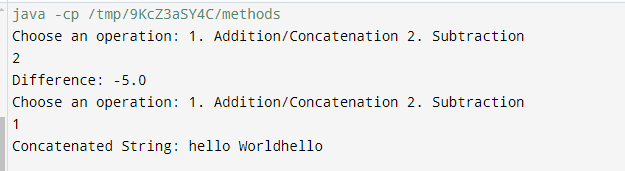 java -cp /tmp/9KcZ3aSY4C/methods
Choose an operation: 1. Addition/Concatenation 2. Subtraction
2
Difference: -5.0
Choose an operation: 1. Addition/Concatenation 2. Subtraction
1
Concatenated String: hello Worldhello